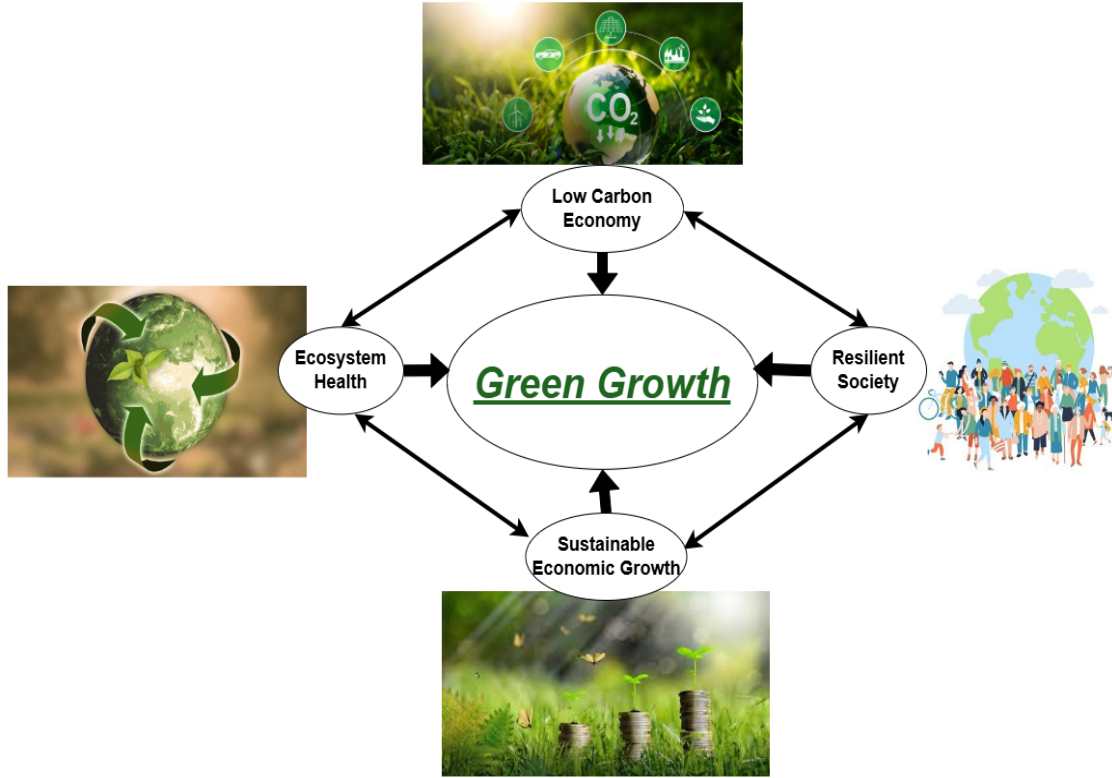 CO2
Low Carbon
Economy
Ecosystem
Health
Green Growth
Resilient
Society
Sustainable
Economic Growth